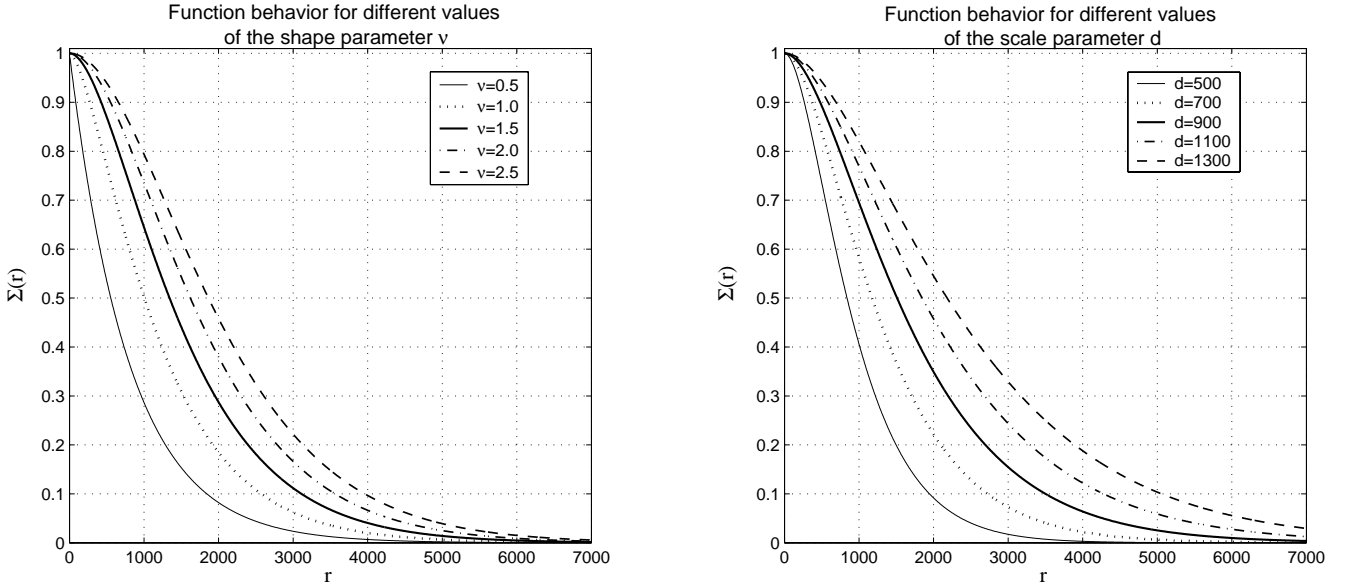 Function behavior for different values
of the shape parameter ν
1
0.9
0.8
0.7
0.6
0.5
0.4
0.3
0.2
0.1
0
Σ(r)
0 1000 2000 3000 4000 5000 6000 7000
r
ν=0.5
ν=1.0
ν=1.5
ν=2.0
ν=2.5
Function behavior for different values
of the scale parameter d
1
0.9
0.8
0.7
0.6
0.5
0.4
0.3
0.2
0.1
0
Σ(r)
0 1000 2000 3000 4000 5000 6000 7000
r
d=500
d=700
d=900
d=1100
d=1300